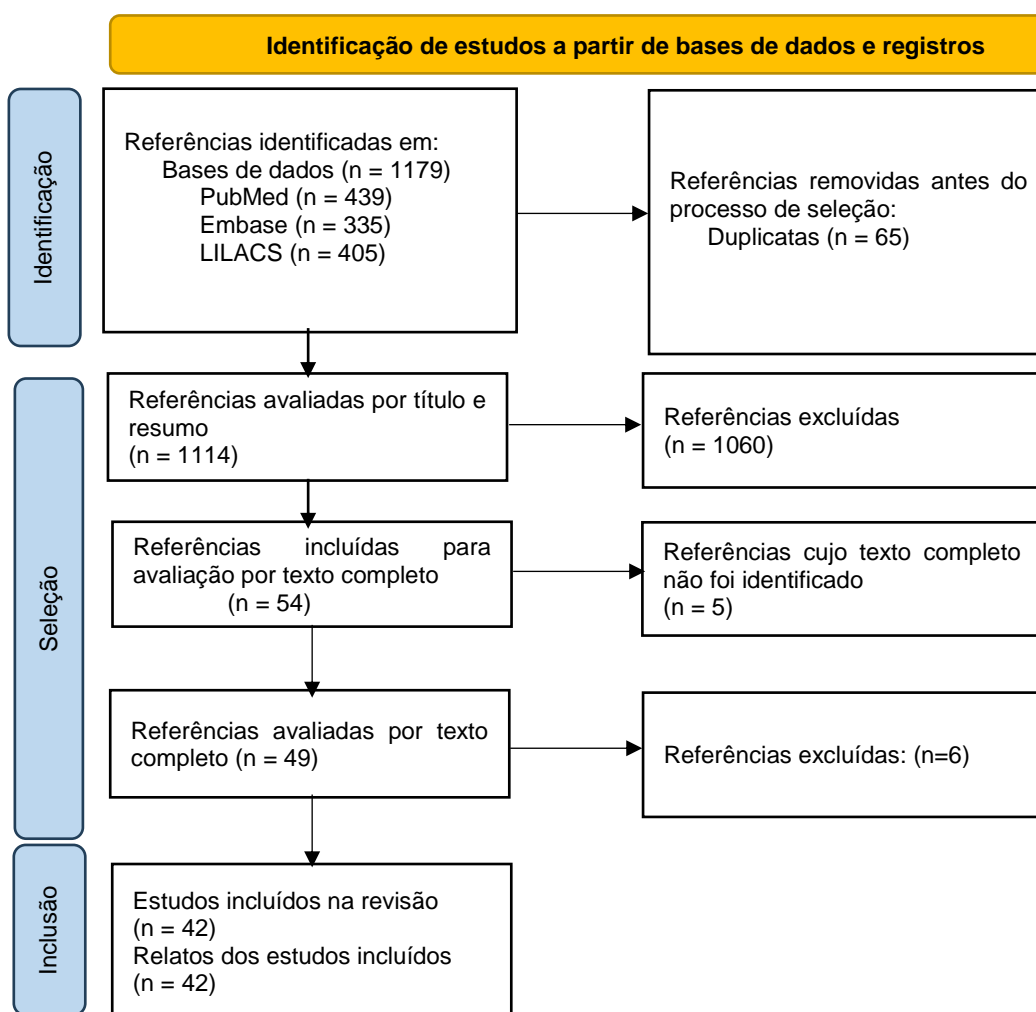 Identificação de estudos a partir de bases de dados e registros
Identificação
Referências identificadas em:
Bases de dados (n = 1179)
PubMed (n = 439)
Embase (n = 335)
LILACS (n = 405)
Referências removidas antes do
processo de seleção:
Duplicatas (n = 65)
Seleção
Referências avaliadas por título e
resumo
(n = 1114)
Referências excluídas
(n = 1060)
Referências incluídas para
avaliação por texto completo
(n = 54)
Referências cujo texto completo
não foi identificado
(n = 5)
Referências avaliadas por texto
completo (n = 49)
Referências excluídas: (n=6)
Inclusão
Estudos incluídos na revisão
(n = 42)
Relatos dos estudos incluídos
(n = 42)